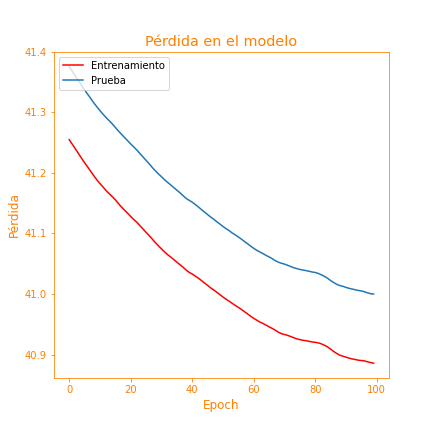 Pérdida en el modelo
Entrenamiento
Prueba
Pérdida
41.4
41.3
41.2
41.1
41.0
40.9
0 20 40 60 80 100
Epoch